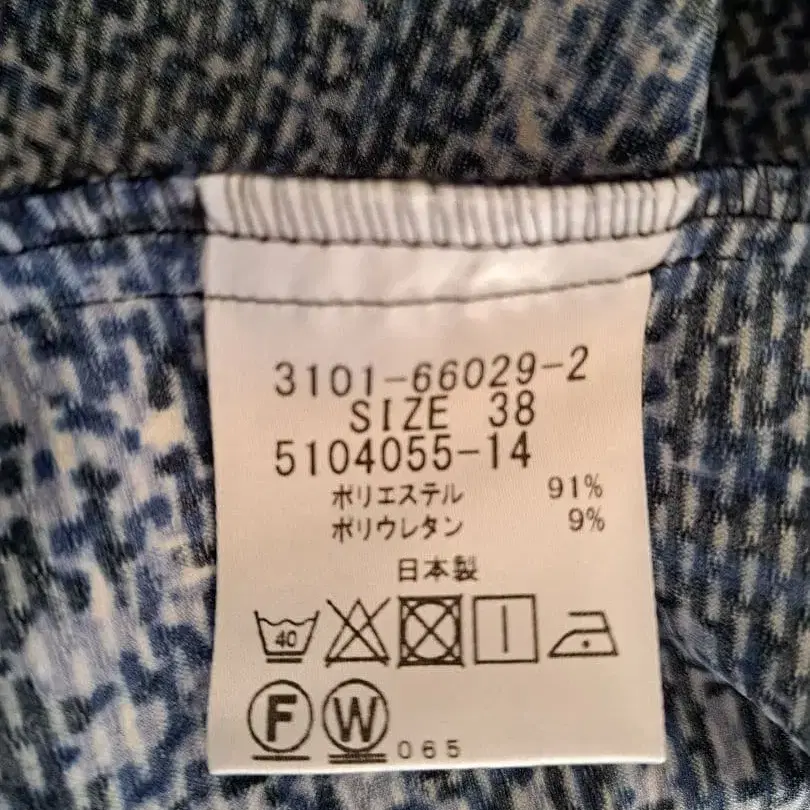 3101-66029-2
SIZE 38
5104055-14
ポリエステル 91%
ポリウレタン 9%
日本製
40
F W 065